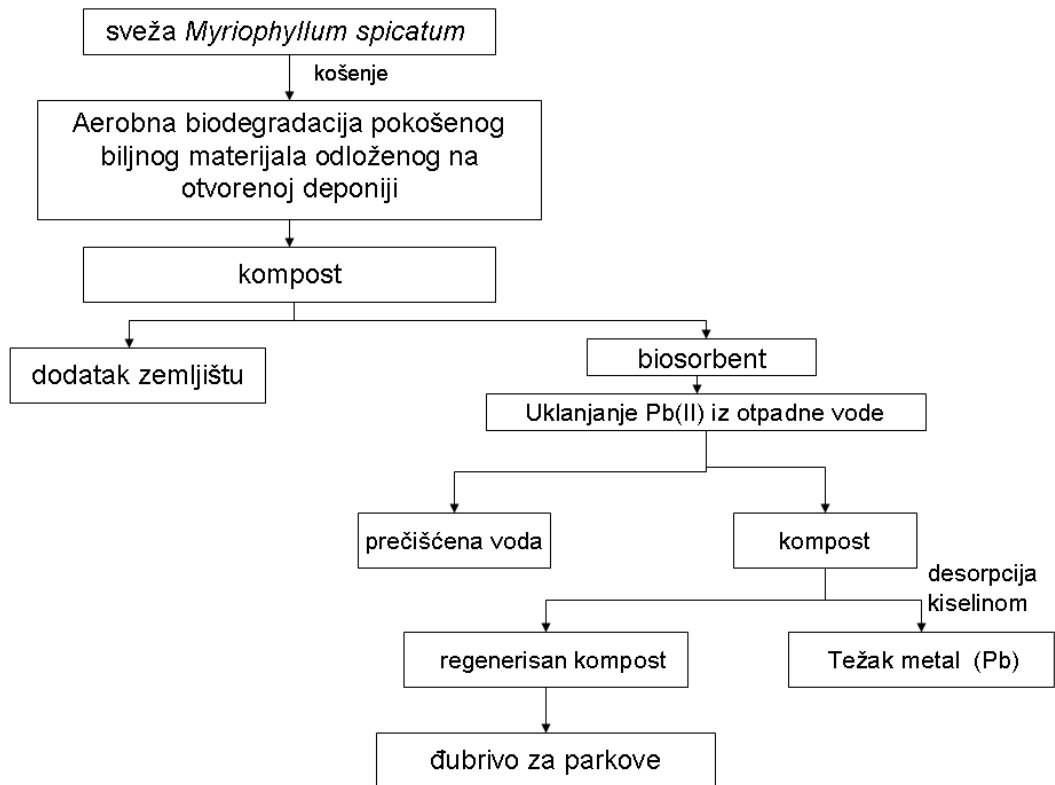 sveža Myriophyllum spicatum
košenje
Aerobna biodegradacija pokošenog
biljnog materijala odloženog na
otvorenoj deponiji
kompost
dodatak zemljištu
biosorbent
Uklanjanje Pb(II) iz otpadne vode
prečišćena voda
kompost
desorpcija
kiselinom
regenerisan kompost
Težak metal (Pb)
đubrivo za parkove